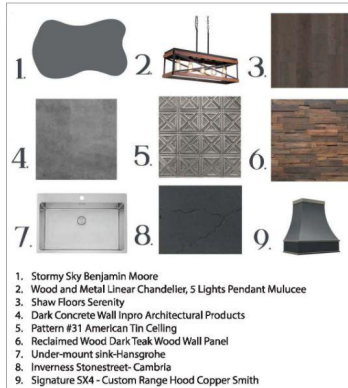 1.
2.
3.
4.
5.
6.
7.
8.
9.
1. Stormy Sky Benjamin Moore
2. Wood and Metal Linear Chandelier, 5 Lights Pendant Mulucee
3. Shaw Floors Serenity
4. Dark Concrete Wall Inpro Architectural Products
5. Pattern #31 American Tin Ceiling
6. Reclaimed Wood Dark Teak Wood Wall Panel
7. Under-mount sink-Hansgrohe
8. Inverness Stonestreet- Cambria
9. Signature SX4 - Custom Range Hood Copper Smith